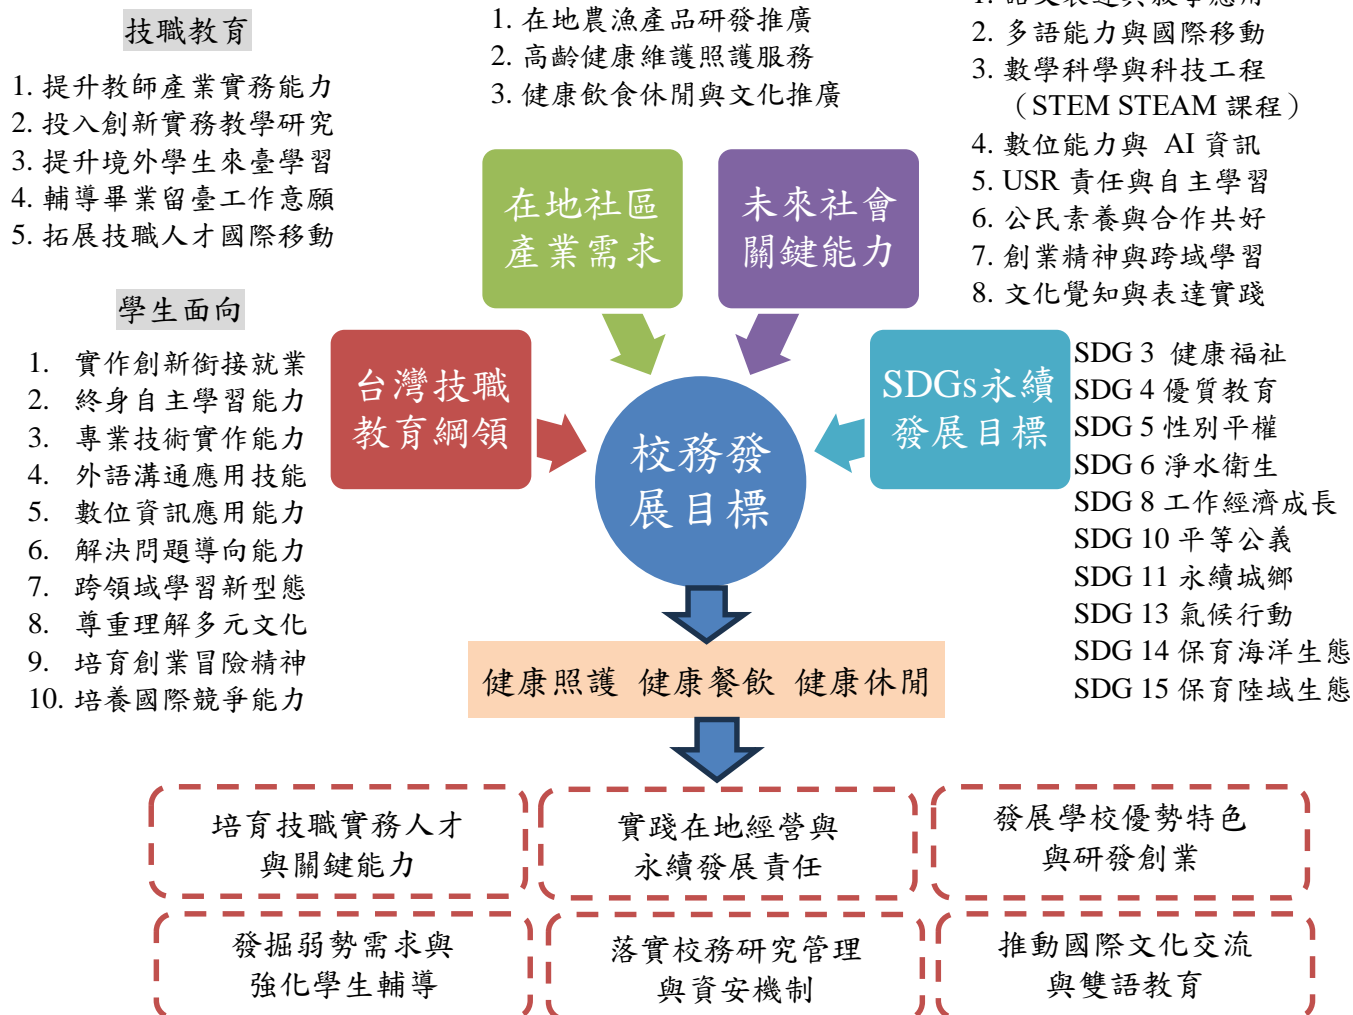 技職教育
1. 提升教師產業實務能力
2. 投入創新實務教學研究
3. 提升境外學生來臺學習
4. 輔導畢業留臺工作意願
5. 拓展技職人才國際移動
學生面向
1. 實作創新銜接就業
2. 終身自主學習能力
3. 專業技術實作能力
4. 外語溝通應用技能
5. 數位資訊應用能力
6. 解決問題導向能力
7. 跨領域學習新型態
8. 尊重理解多元文化
9. 培育創業冒險精神
10. 培養國際競爭能力
1. 在地農漁產品研發推廣
2. 高齡健康維護照護服務
3. 健康飲食休閒與文化推廣
2. 多語能力與國際移動
3. 數學科學與科技工程
（STEM STEAM 課程）
4. 數位能力與 AI 資訊
5. USR 責任與自主學習
6. 公民素養與合作共好
7. 創業精神與跨域學習
8. 文化覺知與表達實踐
在地社區
產業需求
未來社會
關鍵能力
台灣技職
教育綱領
SDGs永續
發展目標
SDG 3 健康福祉
SDG 4 優質教育
SDG 5 性別平權
SDG 6 淨水衛生
SDG 8 工作經濟成長
SDG 10 平等公義
SDG 11 永續城鄉
SDG 13 氣候行動
SDG 14 保育海洋生態
SDG 15 保育陸域生態
校務發
展目標
健康照護 健康餐飲 健康休閒
培育技職實務人才
與關鍵能力
實踐在地經營與
永續發展責任
發展學校優勢特色
與研發創業
發掘弱勢需求與
強化學生輔導
落實校務研究管理
與資安機制
推動國際文化交流
與雙語教育